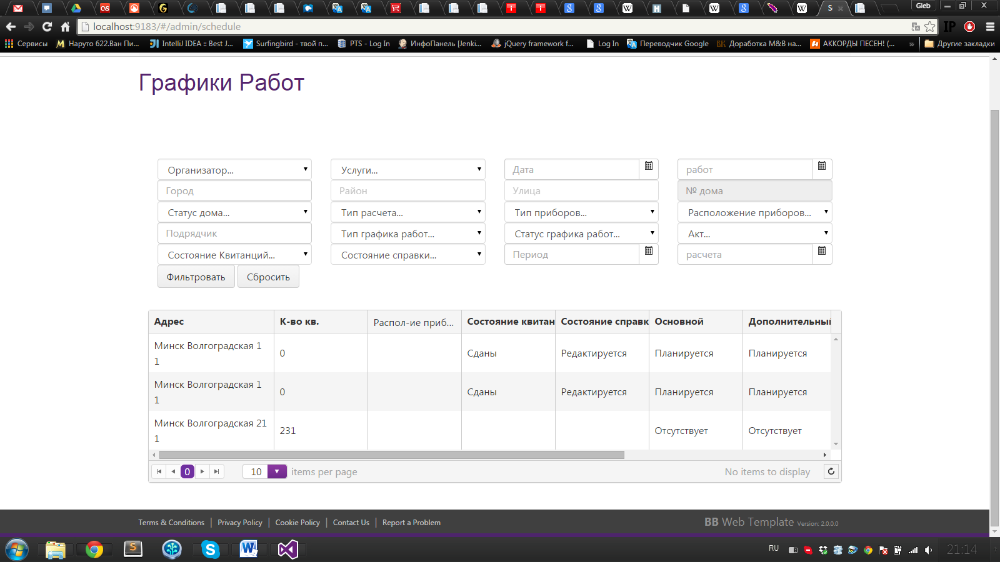 Gleb
localhost:9183/#/admin/schedule
Сервисы
Наруто 622.Ван Пи...
IntelliJ IDEA :: Best J...
Surfingbird - твой п...
PTS - Log In
ИнфоПанель [Jenki...
jQuery framework f...
Log In
Переводчик Google
Доработка M&B на...
АККОРДЫ ПЕСЕН! (...
»
Другие закладки
Графики Работ
Организатор... Услуги... Дата работ
Город Район Улица № дома
Статус дома... Тип расчета... Тип приборов... Расположение приборов...
Подрядчик Тип графика работ... Статус графика работ... Акт...
Состояние Квитанций... Состояние справки... Период расчета
Фильтровать Сбросить
Адрес К-во кв. Распол-ие приб... Состояние квитан Состояние справк Основной Дополнительный
Минск Волгоградская 1
1
0 Сданы Редактируется Планируется Планируется
Минск Волгоградская 1
1
0 Сданы Редактируется Планируется Планируется
Минск Волгоградская 21
1
231 Отсутствует Отсутствует
0 10 items per page No items to display
Terms & Conditions | Privacy Policy | Cookie Policy | Contact Us | Report a Problem
BB Web Template Version: 2.0.0.0
RU 21:14